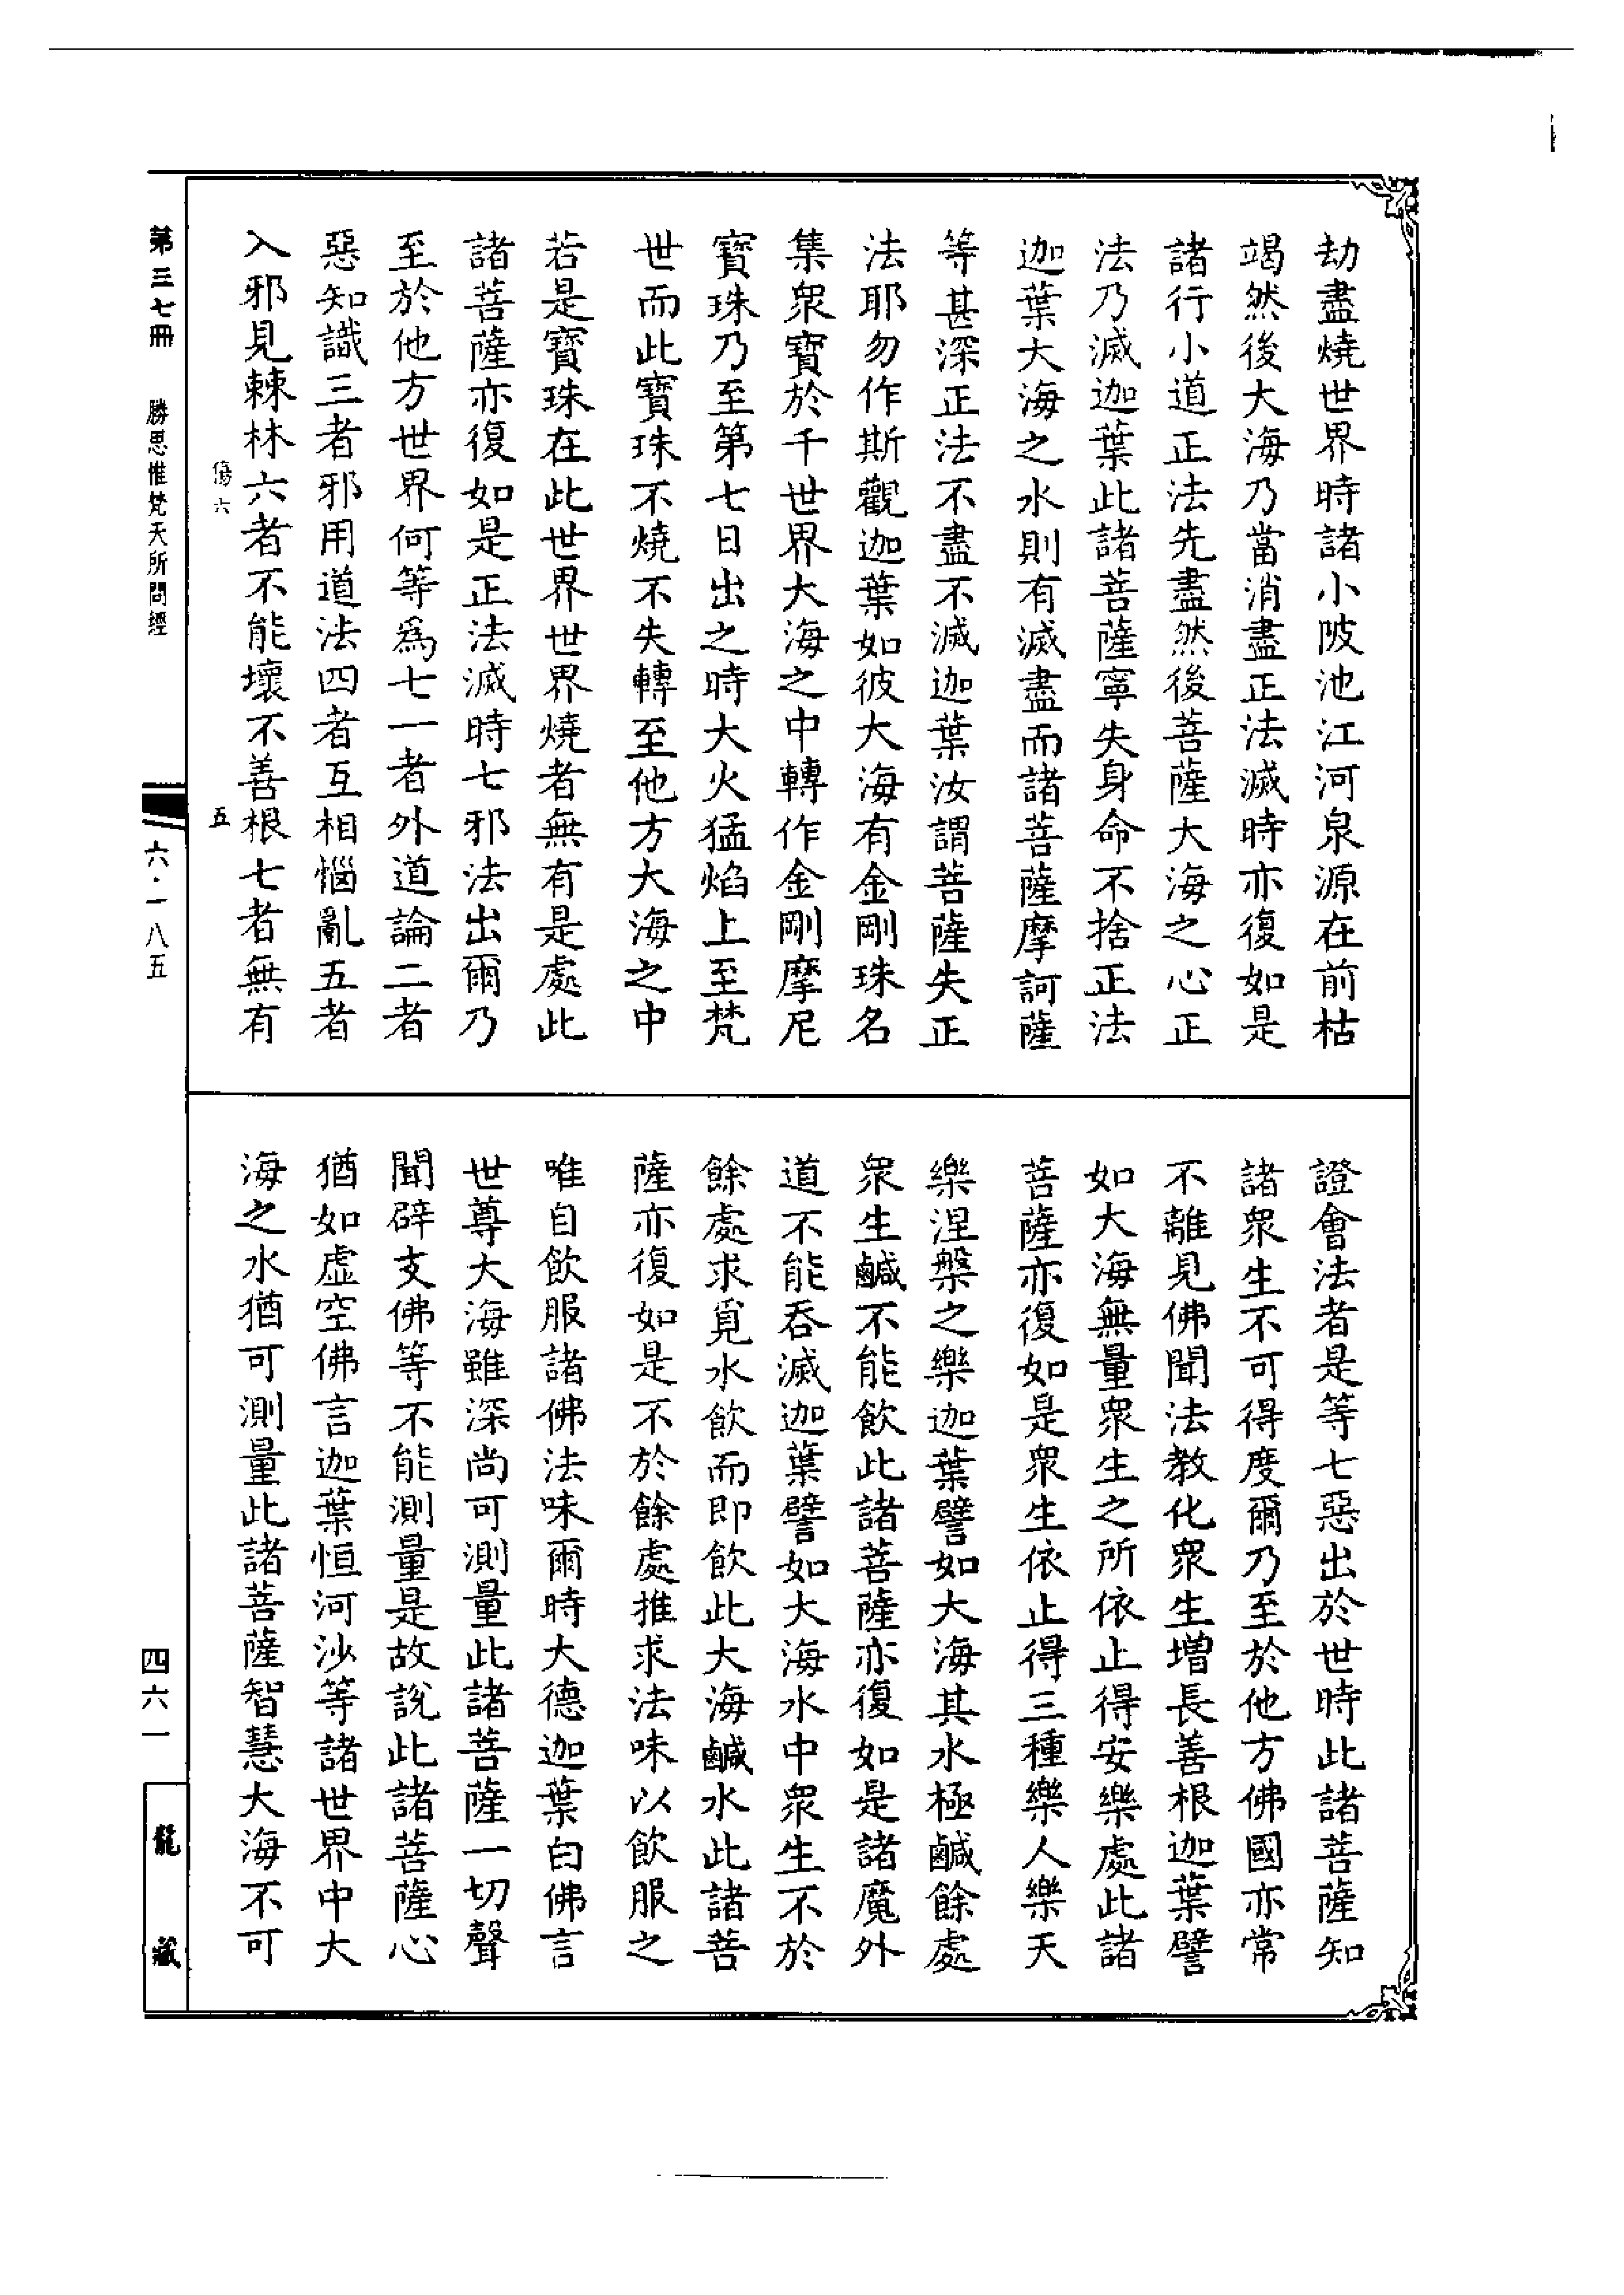 劫盡燒世界時諸小陂池江河泉源在前枯
竭然後大海乃當消盡正法滅時亦復如是
諸行小道正法先盡然後菩薩大海之心正
法乃滅迦葉此諸菩薩寧失身命不捨正法
迦葉大海之水則有滅盡而諸菩薩摩訶薩
等甚深正法不盡不滅迦葉汝謂菩薩失正
法耶勿作斯觀迦葉如彼大海有金剛珠名
集眾寶於千世界大海之中轉作金剛摩尼
寶珠乃至第七日出之時大火猛焰上至梵
世而此寶珠不燒不失轉至他方大海之中
若是寶珠在此世界世界燒者無有是處此
諸菩薩亦復如是正法滅時七邪法出爾乃
至於他方世界何等為七一者外道論二者
惡知識三者邪用道法四者互相惱亂五者
入邪見棘林六者不能壞不善根七者無有
證會法者是等七惡出於世時此諸菩薩知
諸眾生不可得度爾乃至於他方佛國亦常
不離見佛聞法教化眾生增長善根迦葉譬
如大海無量眾生之所依止得安樂處此諸
菩薩亦復如是眾生依止得三種樂人樂天
樂涅槃之樂迦葉譬如大海其水極鹹餘處
眾生鹹不能飲此諸菩薩亦復如是諸魔外
道不能吞滅迦葉譬如大海水中眾生不於
餘處求覓水飲而即飲此大海鹹水此諸菩
薩亦復如是不於餘處推求法味以飲服之
唯自飲服諸佛法味爾時大德迦葉白佛言
世尊大海雖深尚可測量此諸菩薩一切聲
聞辟支佛等不能測量是故說此諸菩薩心
猶如虛空佛言迦葉恒河沙等諸世界中大
海之水猶可測量此諸菩薩智慧大海不可
傷六
五
第三七冊
勝思惟梵天所問經
六·一八五
四六一
龍藏